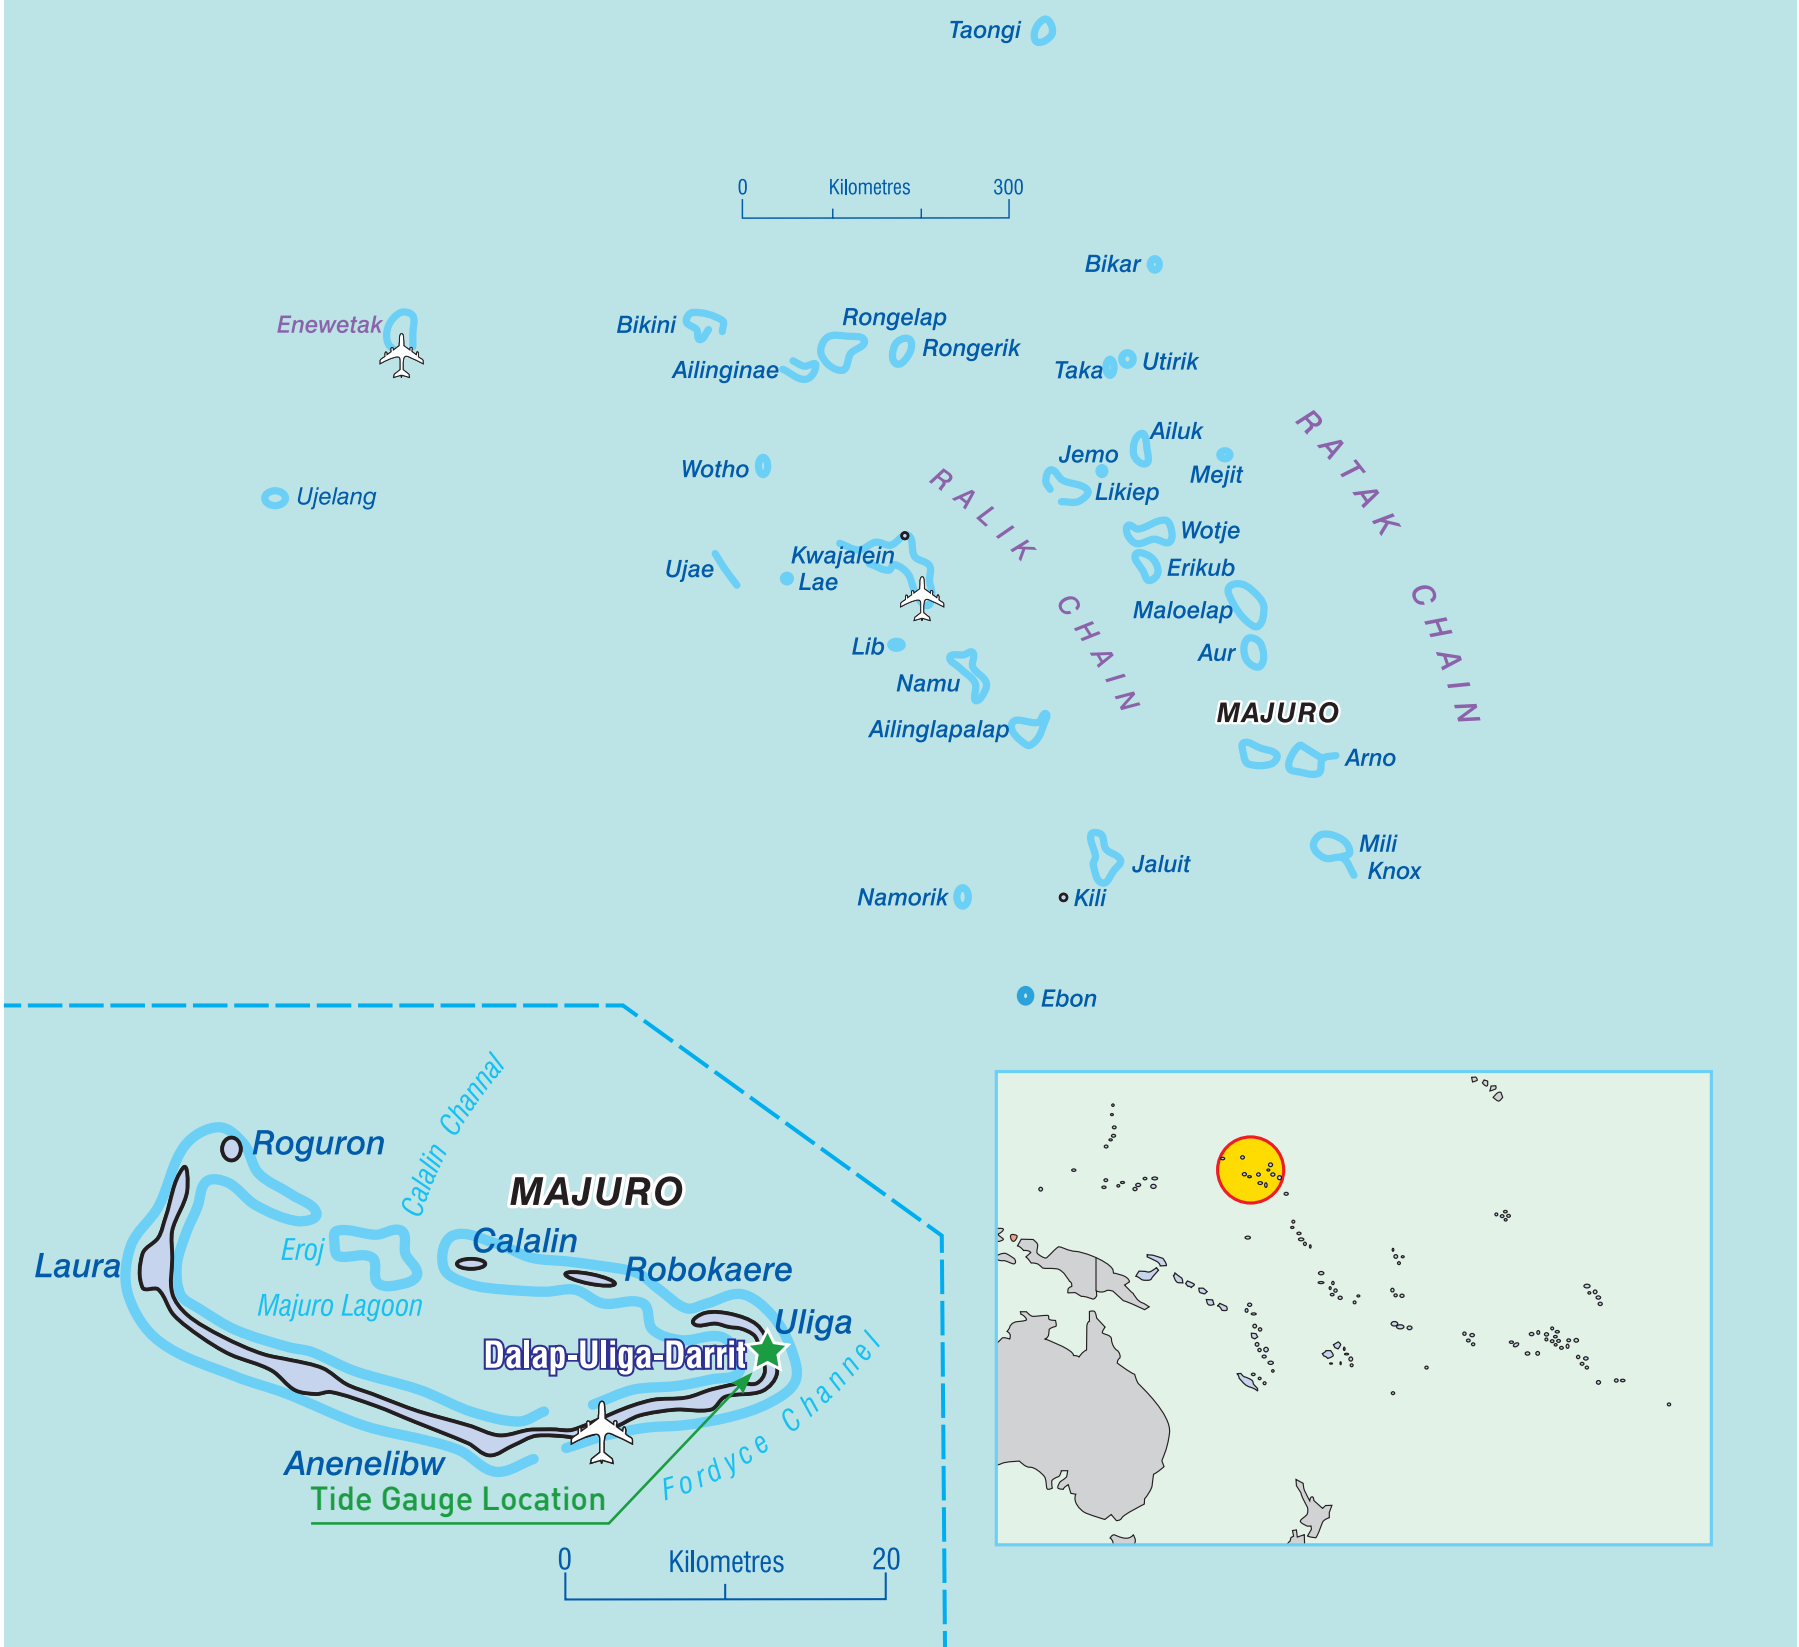 Taongi
0 Kilometres 300
Bikar
Enewetak
Bikini
Rongelap
Rongerik
Ailinginae
Taka
Utirik
RATAK CHAIN
Ailuk
Jemo
Mejit
Wotho
RALIK CHAIN
Likiep
Ujelang
Wotje
Kwajalein
Ujae
Lae
Erikub
Maloelap
Lib
Aur
Namu
MAJURO
Ailinglapalap
Arno
Mili
Knox
Jaluit
Namorik
Kili
Ebon
Calalin Channal
Roguron
MAJURO
Calalin
Eroj
Laura
Robokaere
Majuro Lagoon
Uliga
Dalap-Uliga-Darrit
Fordyce Channel
Anenelibw
Tide Gauge Location
0 Kilometres 20